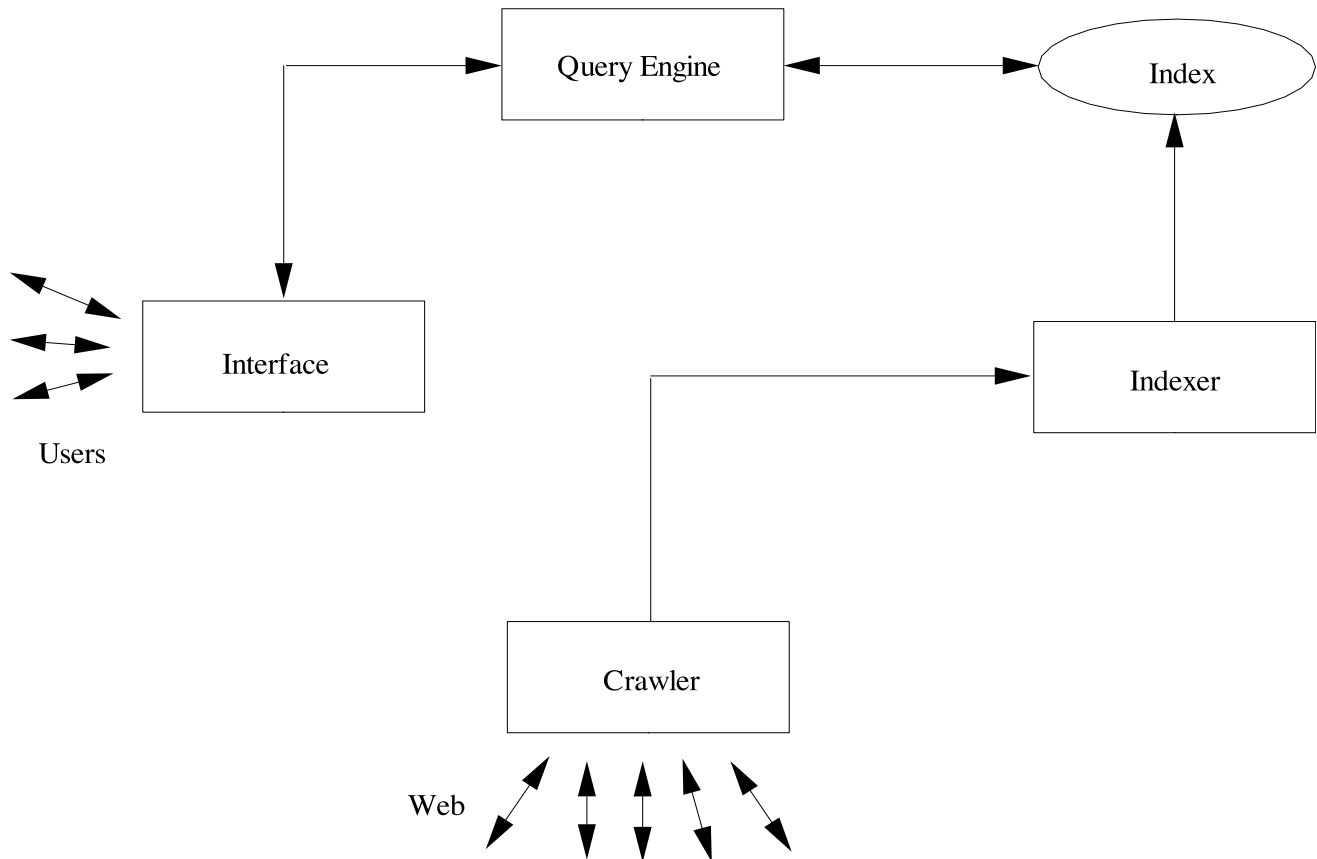 Query Engine
Index
Interface
Indexer
Users
Crawler
Web